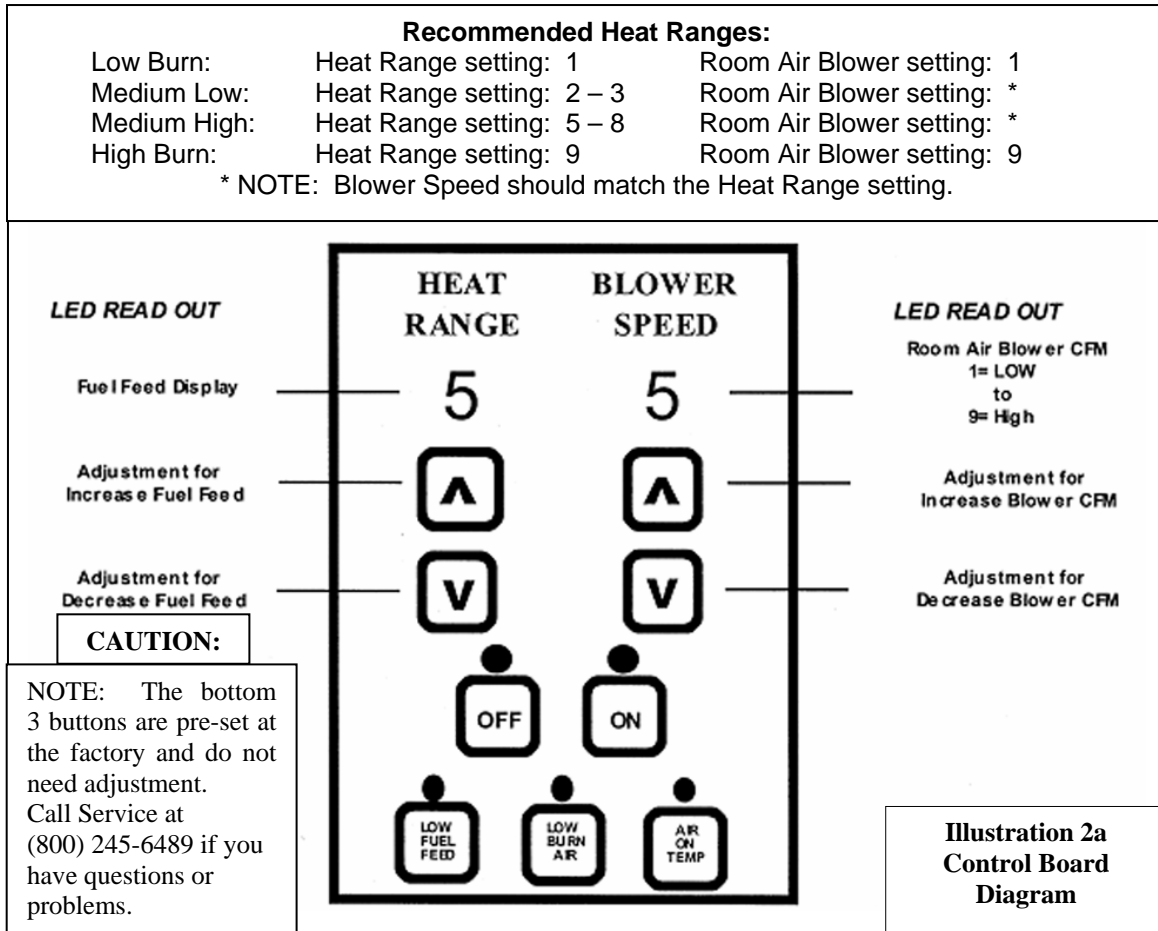 Recommended Heat Ranges:
Low Burn: Heat Range setting: 1 Room Air Blower setting: 1
Medium Low: Heat Range setting: 2 – 3 Room Air Blower setting: *
Medium High: Heat Range setting: 5 – 8 Room Air Blower setting: *
High Burn: Heat Range setting: 9 Room Air Blower setting: 9
* NOTE: Blower Speed should match the Heat Range setting.
LED READ OUT
Fuel Feed Display
Adjustment for
Increase Fuel Feed
Adjustment for
Decrease Fuel Feed
HEAT
RANGE
5
∧
∨
BLOWER
SPEED
5
∧
∨
LED READ OUT
Room Air Blower CFM
1= LOW
to
9= High
Adjustment for
Increase Blower CFM
Adjustment for
Decrease Blower CFM
OFF
ON
LOW
FUEL
FEED
LOW
BURN
AIR
AIR
ON
TEMP
CAUTION:
NOTE: The bottom
3 buttons are pre-set at
the factory and do not
need adjustment.
Call Service at
(800) 245-6489 if you
have questions or
problems.
Illustration 2a
Control Board
Diagram